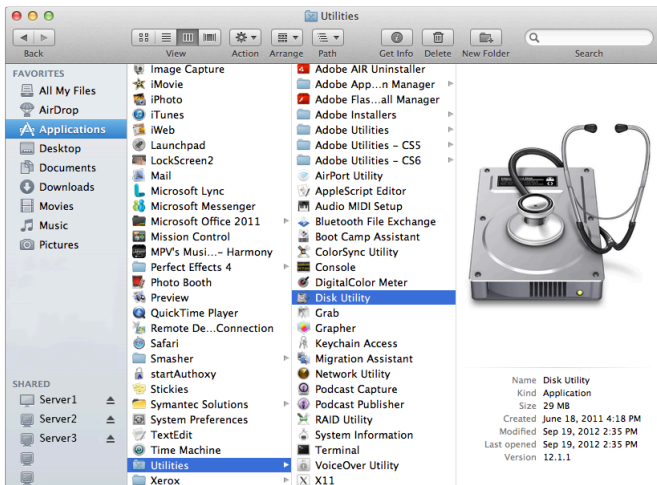 Utilities
Back
View
Action
Arrange
Path
Get Info
Delete
New Folder
Search
FAVORITES
All My Files
AirDrop
Applications
Desktop
Documents
Downloads
Movies
Music
Pictures
SHARED
Server1
Server2
Server3
Image Capture
iMovie
iPhoto
iTunes
iWeb
Launchpad
LockScreen2
Mail
Microsoft Lync
Microsoft Messenger
Microsoft Office 2011
Mission Control
MPV's Musi...- Harmony
Perfect Effects 4
Photo Booth
Preview
QuickTime Player
Remote De...Connection
Safari
Smasher
startAuthoxy
Stickies
Symantec Solutions
System Preferences
TextEdit
Time Machine
Utilities
Xerox
Adobe AIR Uninstaller
Adobe App...n Manager
Adobe Flas...all Manager
Adobe Installers
Adobe Utilities
Adobe Utilities - CS5
Adobe Utilities - CS6
AirPort Utility
AppleScript Editor
Audio MIDI Setup
Bluetooth File Exchange
Boot Camp Assistant
ColorSync Utility
Console
DigitalColor Meter
Disk Utility
Grab
Grapher
Keychain Access
Migration Assistant
Network Utility
Podcast Capture
Podcast Publisher
RAID Utility
System Information
Terminal
VoiceOver Utility
X11
Name Disk Utility
Kind Application
Size 29 MB
Created June 18, 2011 4:18 PM
Modified Sep 19, 2012 2:35 PM
Last opened Sep 19, 2012 2:35 PM
Version 12.1.1